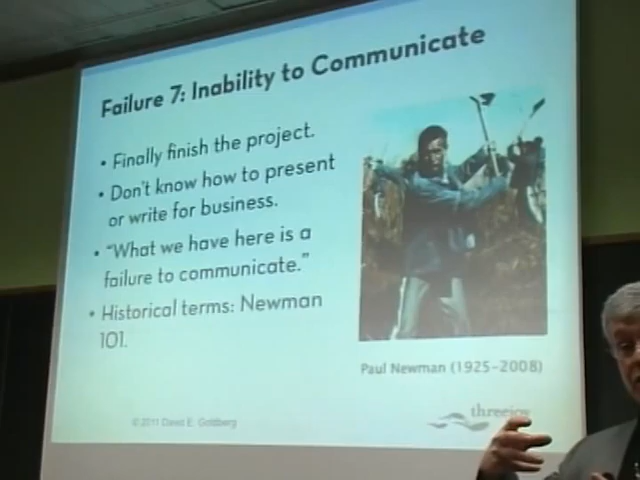 Failure 7: Inability to Communicate
• Finally finish the project.
• Don't know how to present
or write for business.
• "What we have here is a
failure to communicate."
• Historical terms: Newman
101.
Paul Newman (1925-2008)
© 2011 David E. Goldberg
threejoy